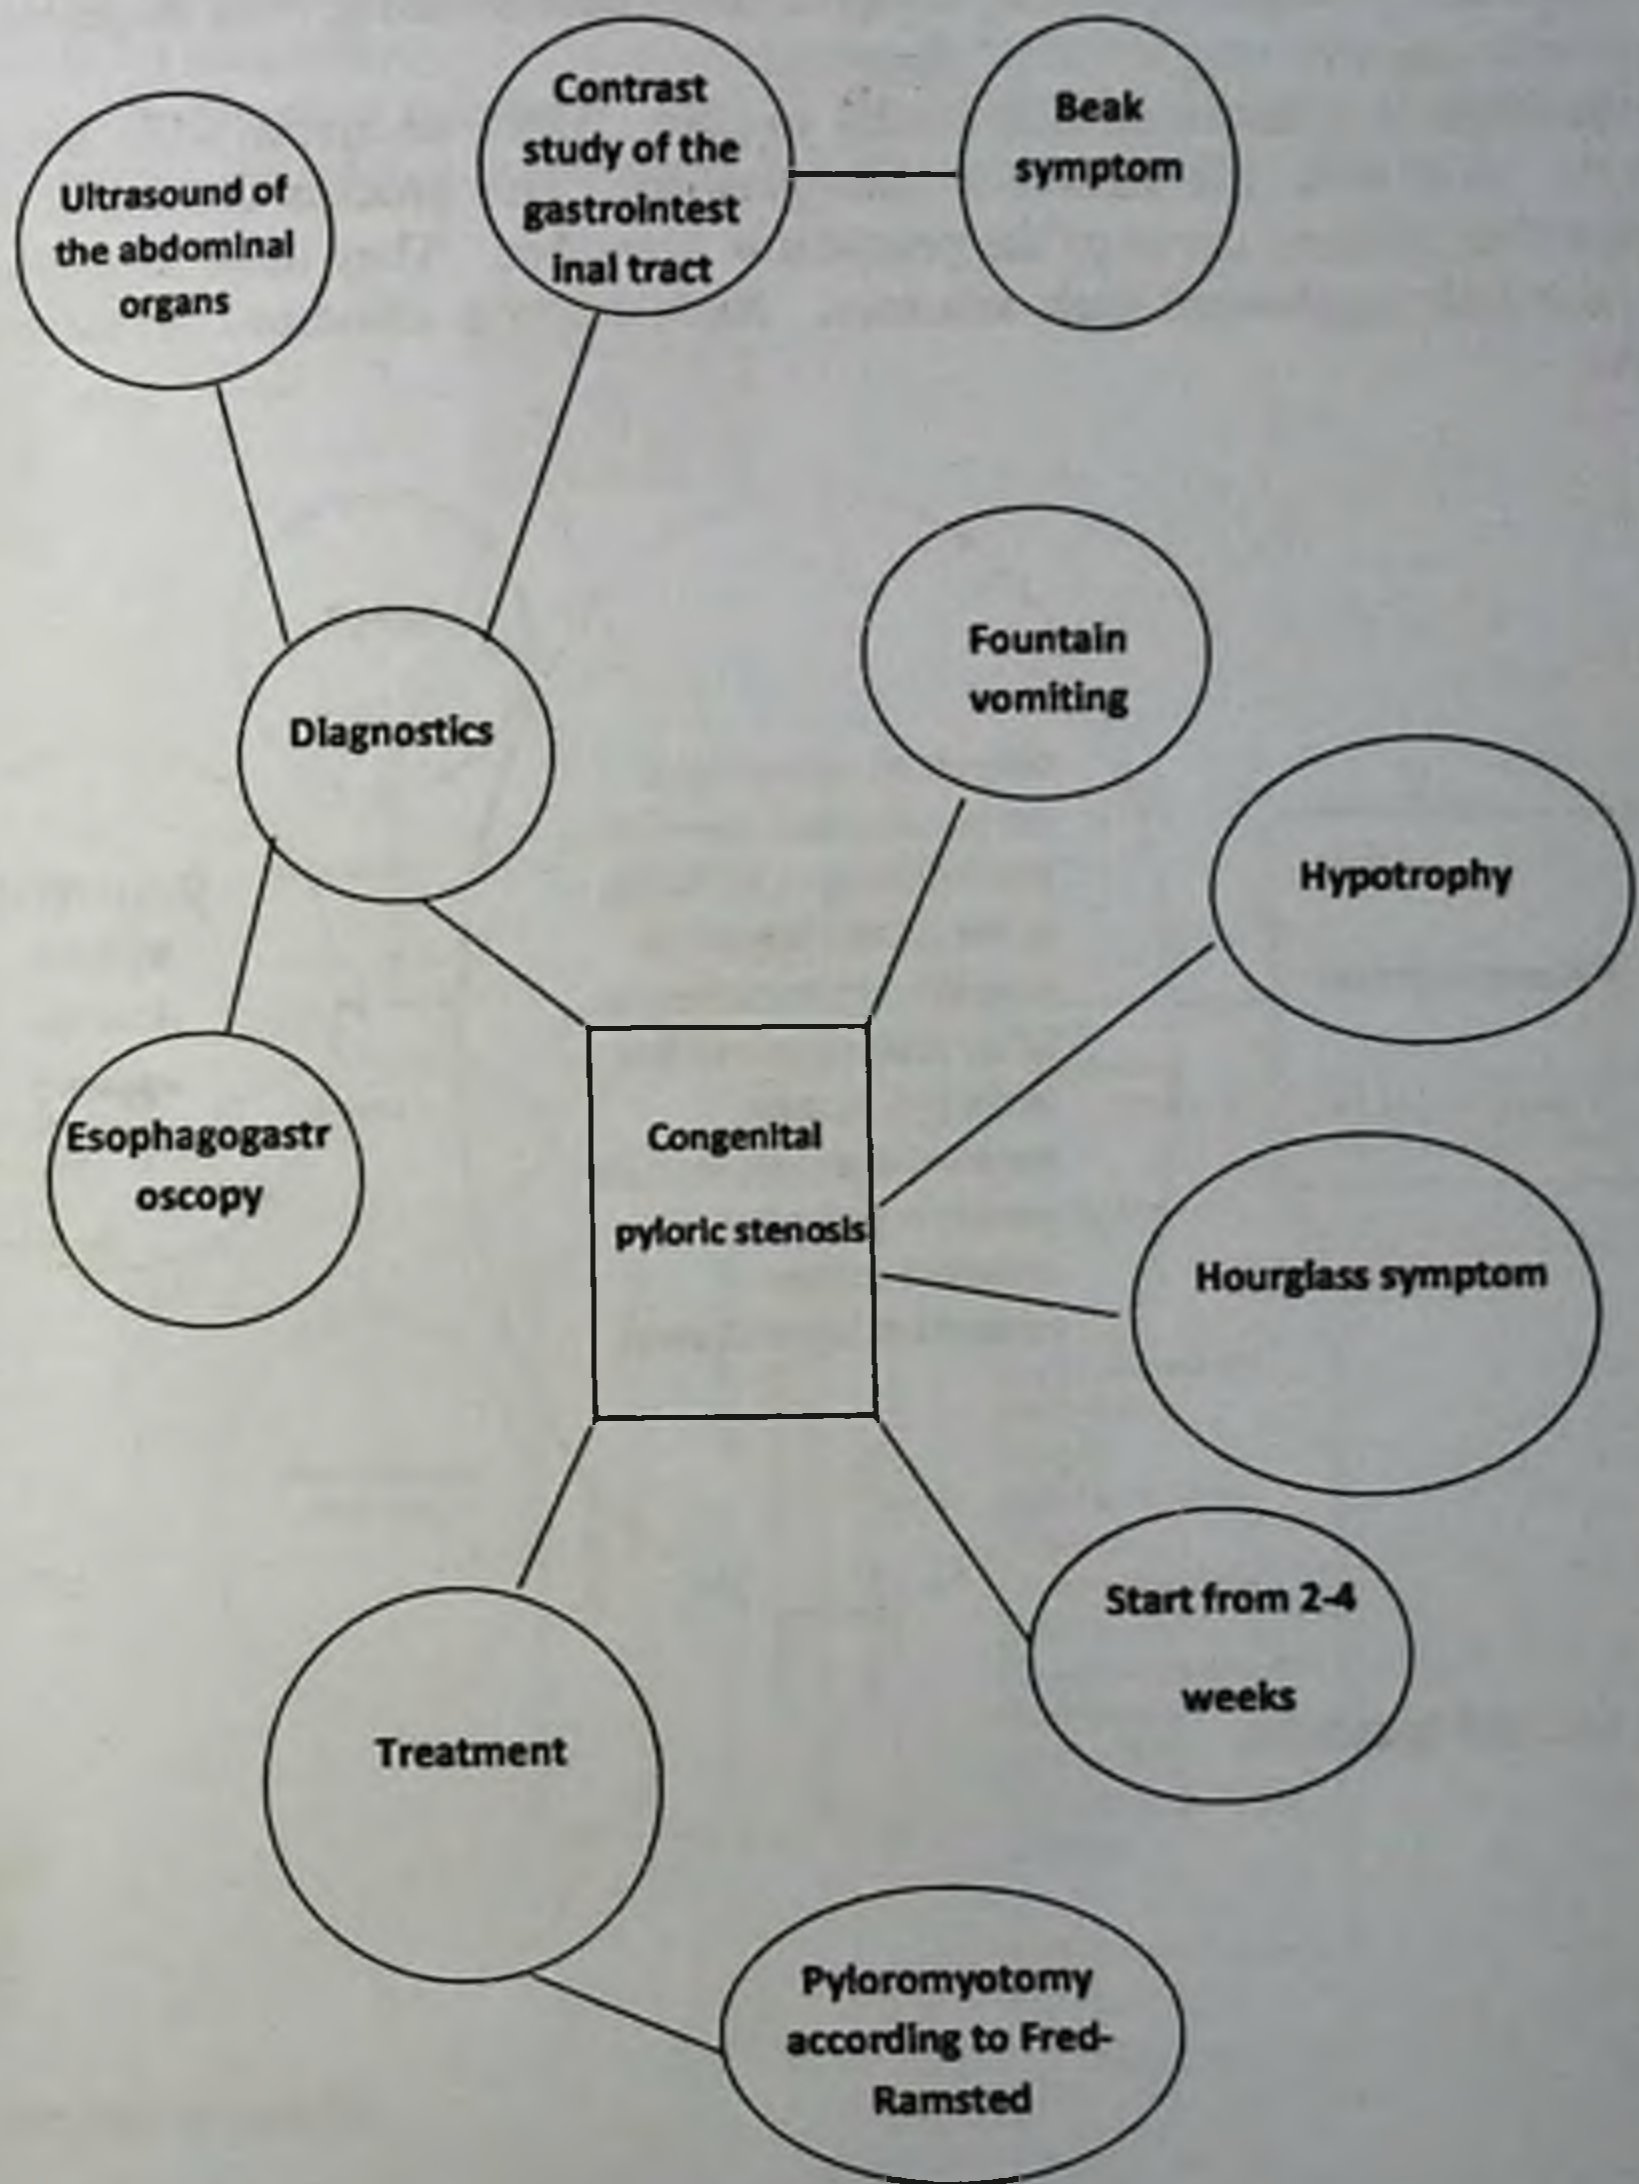 Contrast
study of the
gastrointest
inal tract
Beak
symptom
Ultrasound of
the abdominal
organs
Fountain
vomiting
Diagnostics
Hypotrophy
Esophagogastr
oscopy
Congenital
pyloric stenosis
Hourglass symptom
Start from 2-4
weeks
Treatment
Pyloromyotomy
according to Fred-
Ramsted